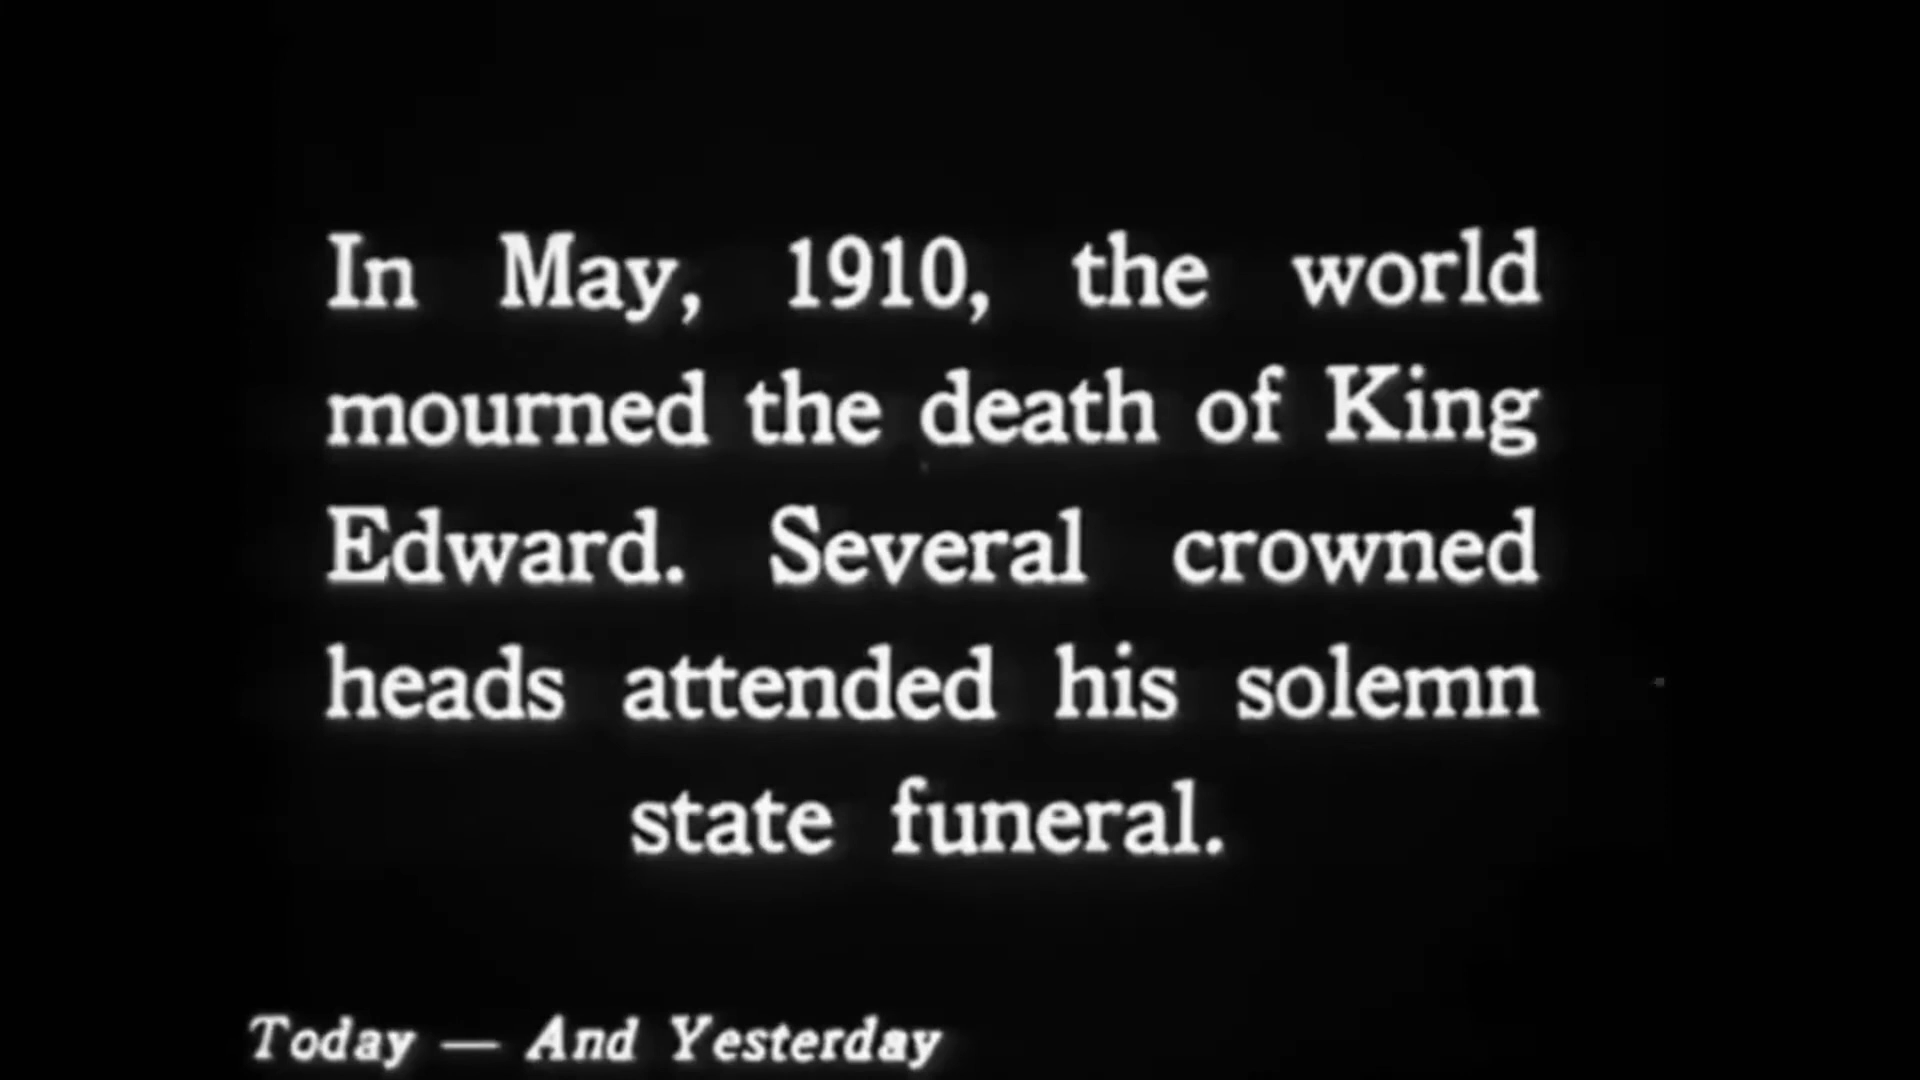 In May, 1910, the world
mourned the death of King
Edward. Several crowned
heads attended his solemn
state funeral.
Today — And Yesterday